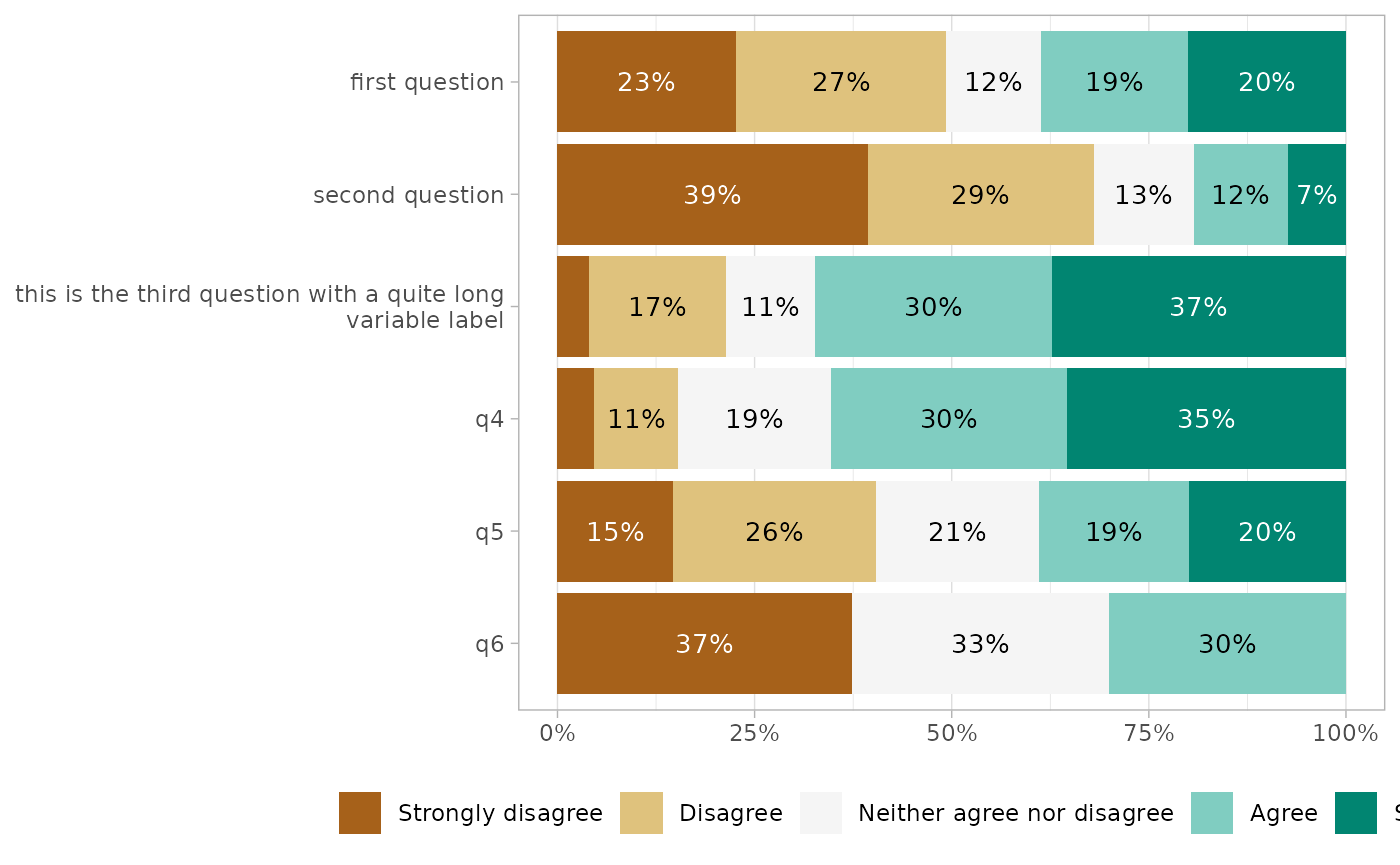 first question 23% 27% 12% 19% 20%
second question 39% 29% 13% 12% 7%
this is the third question with a quite long
variable label 17% 11% 30% 37%
q4 11% 19% 30% 35%
q5 15% 26% 21% 19% 20%
q6 37% 33% 30%
0% 25% 50% 75% 100%
Strongly disagree Disagree Neither agree nor disagree Agree